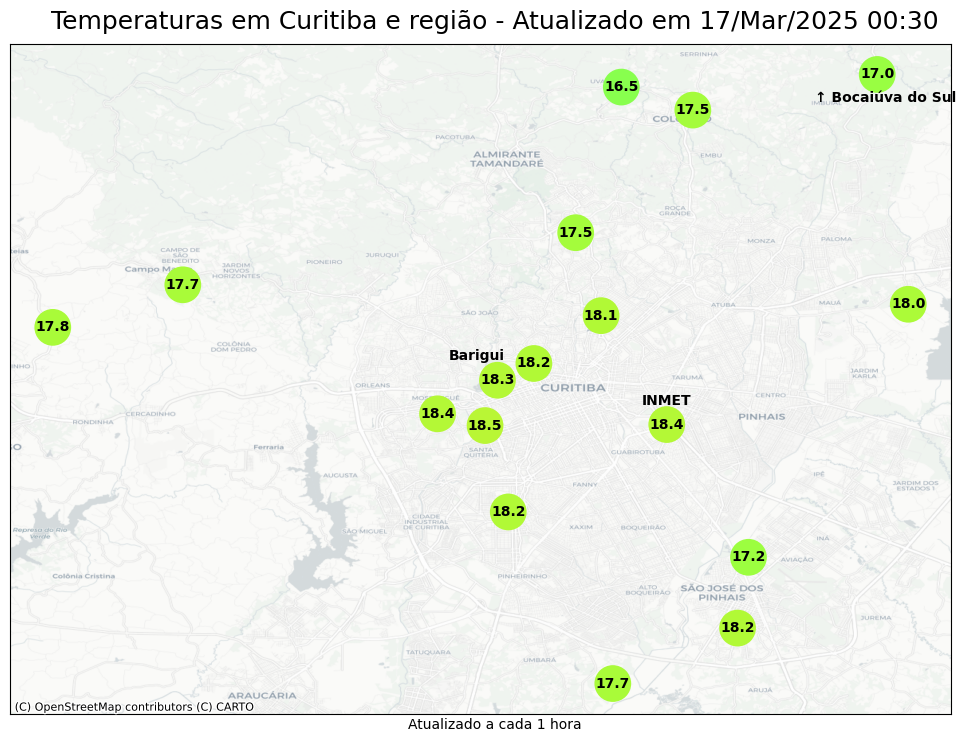 Temperaturas em Curitiba e região - Atualizado em 17/Mar/2025 00:30
SERRINHA
17.0
16.5
↑ Bocaiúva do Sul
17.5
PACOTUBA
ALMIRANTE
TAMANDARÉ
EMBU
ROÇA
GRANDE
17.5
MONZA
PALOMA
CAMPO DE
SÃO
BENEDITO
JURUQUI
PIONEIRO
JARDIM
NOVOS
HORIZONTES
17.7
18.0
MAUÁ
ATUBA
SÃO JOÃO
18.1
17.8
COLÔNIA
DOM PEDRO
Barigui
18.2
JARDIM
KARLA
TARUMÃ
18.3
ORLEANS
CURITIBA
CENTRO
INMET
CERCADINHO
18.4
RONDINHA
PINHAIS
18.5
18.4
Ferraria
SANTA
QUITÉRIA
GUABIROTUBA
AUGUSTA
IPÊ
FANNY
JARDIM DOS
ESTADOS I
18.2
CIDADE
INDUSTRIAL
DE CURITIBA
SÃO MIGUEL
XAXIM
BOQUEIRÃO
Represa do Rio
Verde
INÁ
17.2
AVIAÇÃO
Colônia Cristina
PINHEIRINHO
ALTO
BOQUEIRÃO
SÃO JOSÉ DOS
PINHAIS
JUREMA
18.2
TATUQUARA
UMBARÁ
17.7
ARUJÁ
ARAUCÁRIA
(C) OpenStreetMap contributors (C) CARTO
Atualizado a cada 1 hora